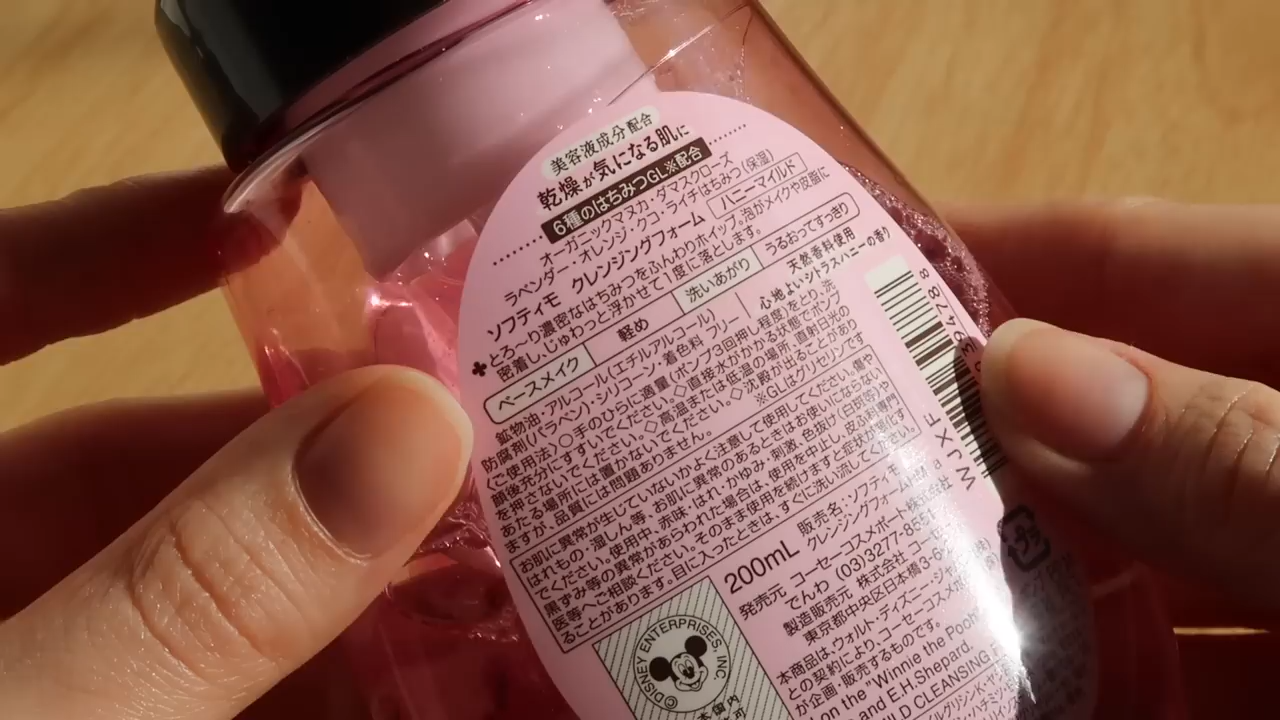 美容液成分配合
乾燥が気になる肌に
6種のはちみつGL※配合
オーガニックマヌカ・ダマスクローズ
ラベンダー・オレンジ・クコ・ライチはちみつ(保湿)
ソフティモ クレンジングフォーム ハニーマイルド
✤とろ〜り濃密なはちみつをふんわりホイップ。泡がメイクや皮脂に
密着し、じゅわっと浮かせて1度に落とします。
ベースメイク 軽め 洗いあがり うるおってすっきり
鉱物油・アルコール(エチルアルコール) 天然香料使用
防腐剤(パラベン)・シリコーン・着色料 フリー 心地よいシトラスハニーの香り
〈ご使用法〉○手のひらに適量(ポンプ3回押し程度)をとり、洗
顔後充分にすすいでください。◇直接水がかかる状態でポンプ
を押さないでください。◇高温または低温の場所、直射日光の
あたる場所には置かないでください。◇沈殿が出ることがあり
ますが、品質には問題ありません。 ※GLはグリセリンです
お肌に異常が生じていないかよく注意して使用してください。傷や
はれもの・湿しん等、お肌に異常のあるときはお使いにならない
でください。使用中、赤味・はれ・かゆみ・刺激、色抜け(白斑等)や
黒ずみ等の異常があらわれた場合は、使用を中止し、皮ふ科専門
医等へご相談ください。そのまま使用を続けますと症状が悪化す
ることがあります。目に入ったときは、すぐに洗い流してください。
200mL 販売名:ソフティモ
クレンジングフォーム
発売元 コーセーコスメポート株式会社
でんわ (03)3277-855
製造販売元 株式会社 コー
東京都中央区日本橋3-6-
本商品は、ウォルト・ディズニー・ジ
との契約により、コーセーコスメポ
が企画・販売するものです。
on the "Winnie the Pooh"
and E.H.Shepard.
ILD CLEANSING
©DISNEY ENTERPRISES, INC
本国内
WJXF
プラ